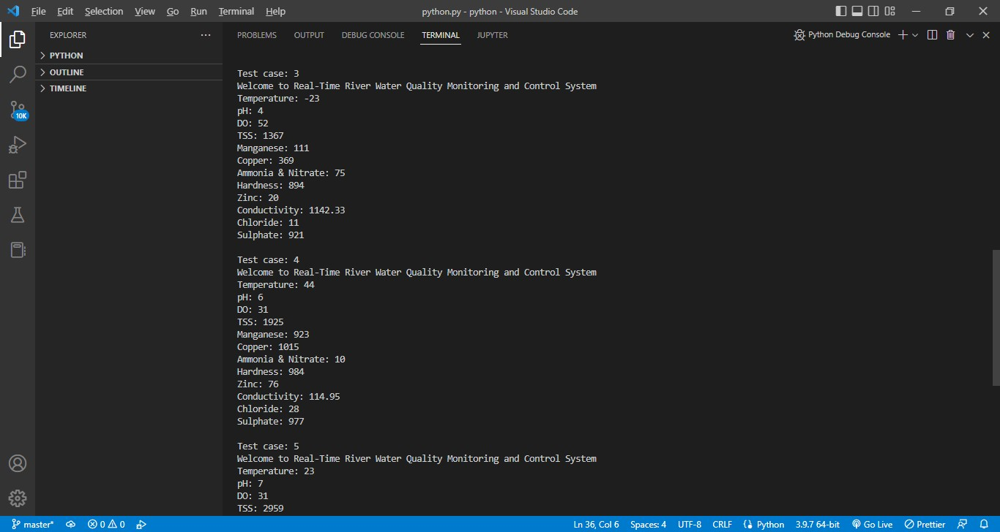 File Edit Selection View Go Run Terminal Help
python.py - python - Visual Studio Code
EXPLORER
PYTHON
OUTLINE
TIMELINE
10K
PROBLEMS OUTPUT DEBUG CONSOLE TERMINAL JUPYTER
Python Debug Console
Test case: 3
Welcome to Real-Time River Water Quality Monitoring and Control System
Temperature: -23
pH: 4
DO: 52
TSS: 1367
Manganese: 111
Copper: 369
Ammonia & Nitrate: 75
Hardness: 894
Zinc: 20
Conductivity: 1142.33
Chloride: 11
Sulphate: 921
Test case: 4
Welcome to Real-Time River Water Quality Monitoring and Control System
Temperature: 44
pH: 6
DO: 31
TSS: 1925
Manganese: 923
Copper: 1015
Ammonia & Nitrate: 10
Hardness: 984
Zinc: 76
Conductivity: 114.95
Chloride: 28
Sulphate: 977
Test case: 5
Welcome to Real-Time River Water Quality Monitoring and Control System
Temperature: 23
pH: 7
DO: 31
TSS: 2959
master* 0 0 Ln 36, Col 6 Spaces: 4 UTF-8 CRLF Python 3.9.7 64-bit Go Live Prettier